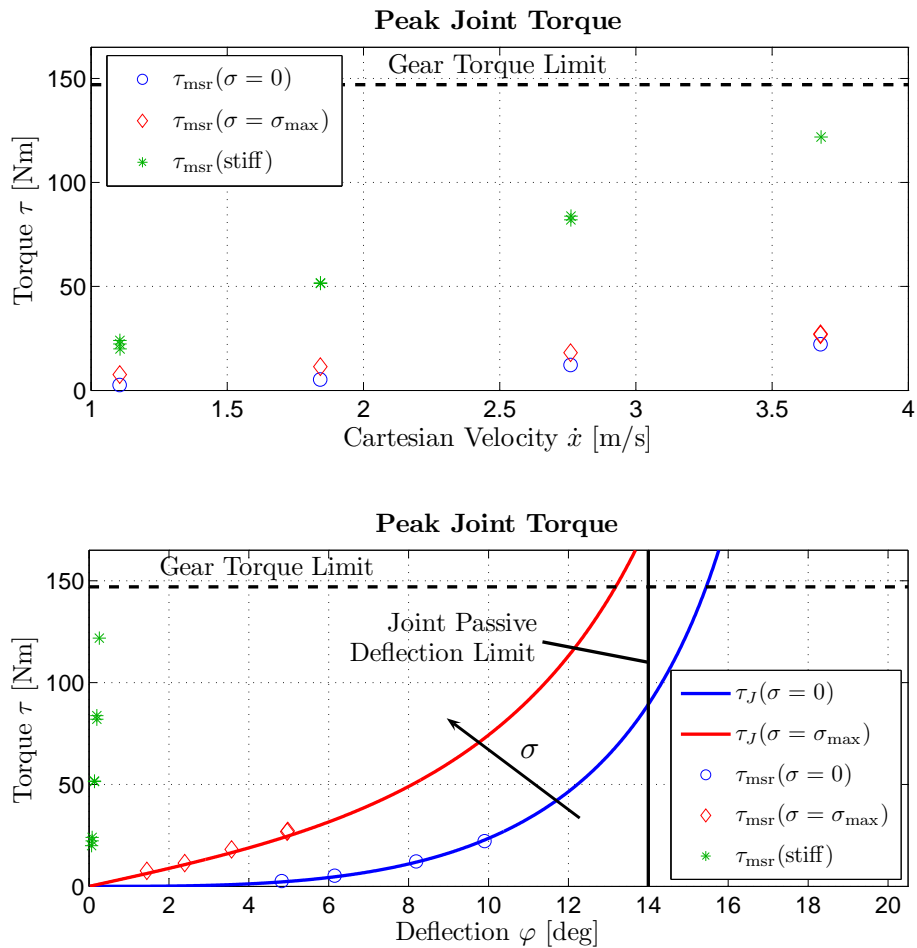 Peak Joint Torque
Gear Torque Limit
τmsr(σ = 0)
τmsr(σ = σmax)
τmsr(stiff)
150
100
50
0
Torque τ [Nm]
1 1.5 2 2.5 3 3.5 4
Cartesian Velocity ẋ [m/s]
Peak Joint Torque
Gear Torque Limit
Joint Passive
Deflection Limit
σ
τJ(σ = 0)
τJ(σ = σmax)
τmsr(σ = 0)
τmsr(σ = σmax)
τmsr(stiff)
150
100
50
0
Torque τ [Nm]
0 2 4 6 8 10 12 14 16 18 20
Deflection φ [deg]